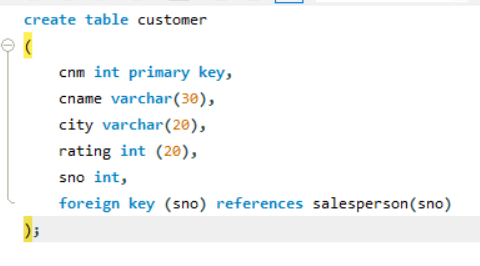 create table customer
(
cnm int primary key,
cname varchar(30),
city varchar(20),
rating int (20),
sno int,
foreign key (sno) references salesperson(sno)
);